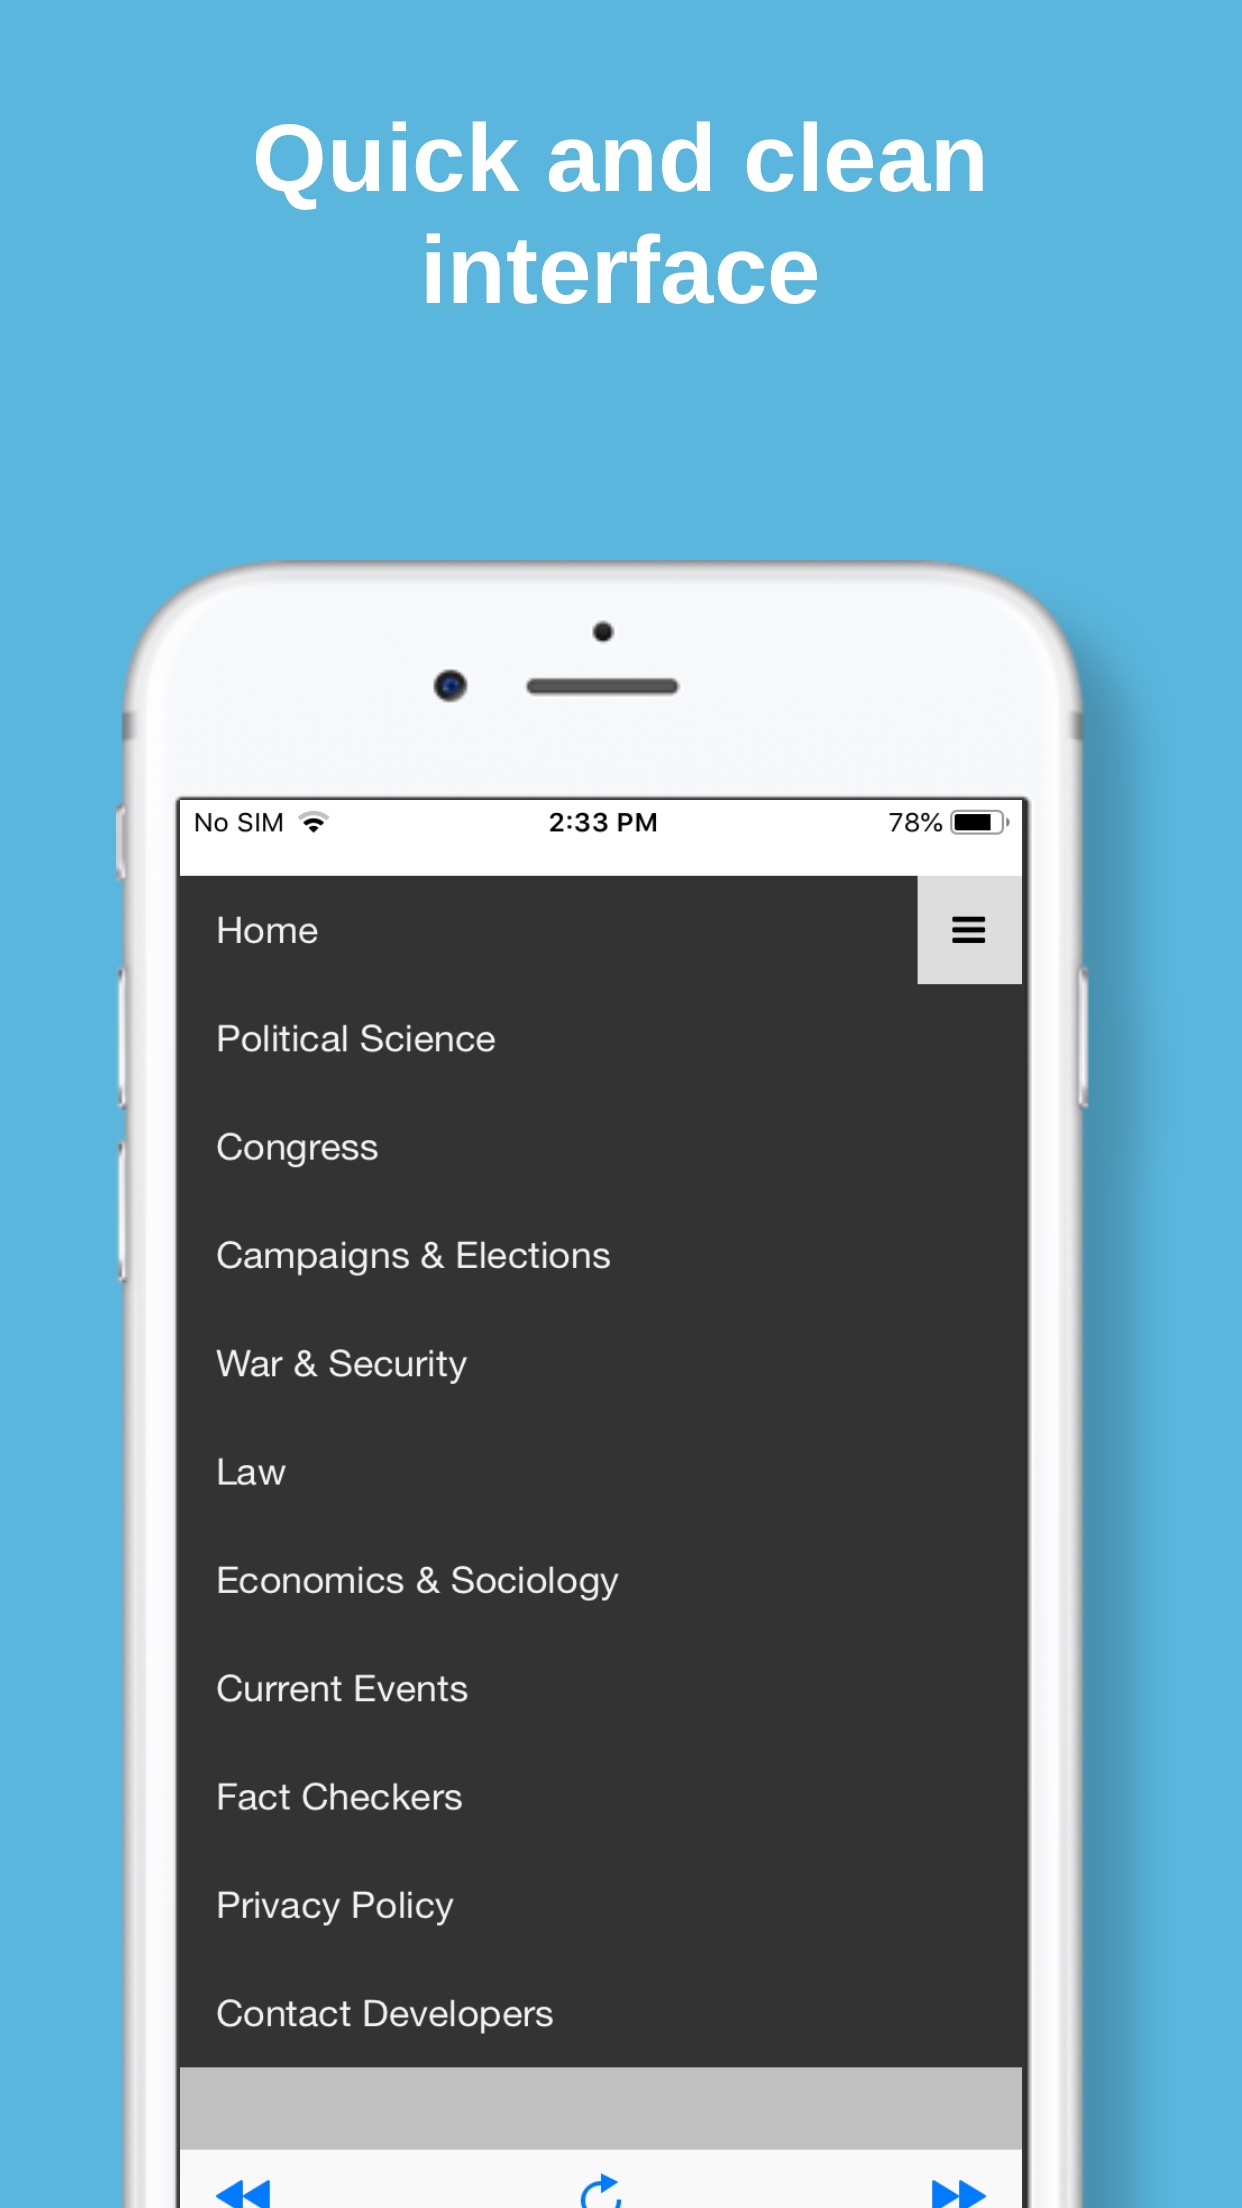 Quick and clean
interface
No SIM 2:33 PM 78%
Home
Political Science
Congress
Campaigns & Elections
War & Security
Law
Economics & Sociology
Current Events
Fact Checkers
Privacy Policy
Contact Developers